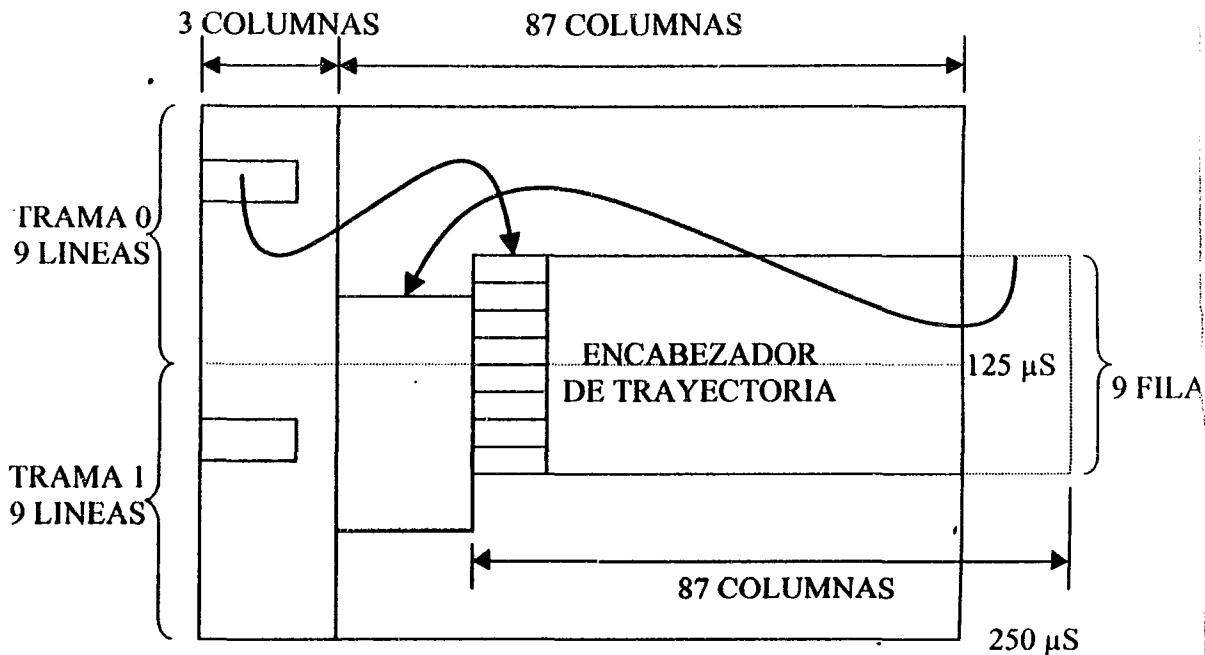 3 COLUMNAS
87 COLUMNAS
TRAMA 0
9 LINEAS
ENCABEZADOR
DE TRAYECTORIA
125 µS
9 FILA
TRAMA 1
9 LINEAS
87 COLUMNAS
250 µS